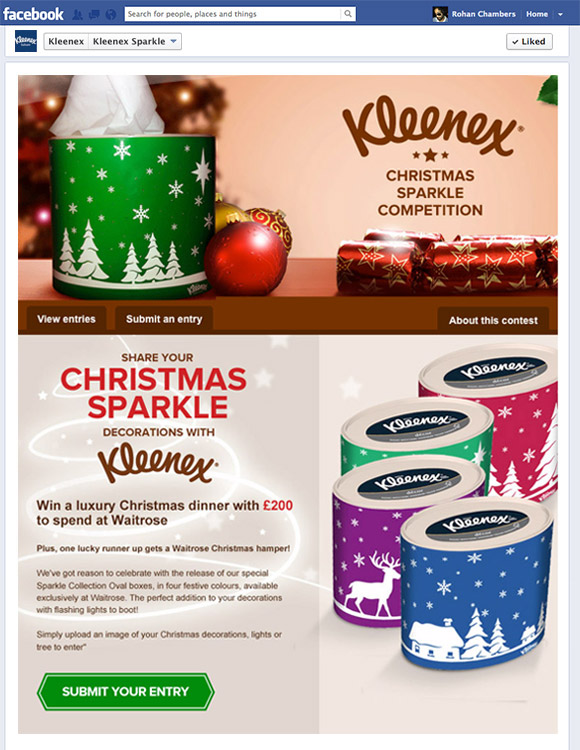 facebook
Search for people, places and things
Rohan Chambers
Home
Kleenex
Kleenex Kleenex Sparkle
Liked
Kleenex®
CHRISTMAS
SPARKLE
COMPETITION
Kleenex
View entries
Submit an entry
About this contest
SHARE YOUR
CHRISTMAS
SPARKLE
DECORATIONS WITH
Kleenex®
Win a luxury Christmas dinner with £200
to spend at Waitrose
Plus, one lucky runner up gets a Waitrose Christmas hamper!
We've got reason to celebrate with the release of our special
Sparkle Collection Oval boxes, in four festive colours, available
exclusively at Waitrose. The perfect addition to your decorations
with flashing lights to boot!
Simply upload an image of your Christmas decorations, lights or
tree to enter"
SUBMIT YOUR ENTRY
Kleenex
Kleenex
Kleenex
Kleenex